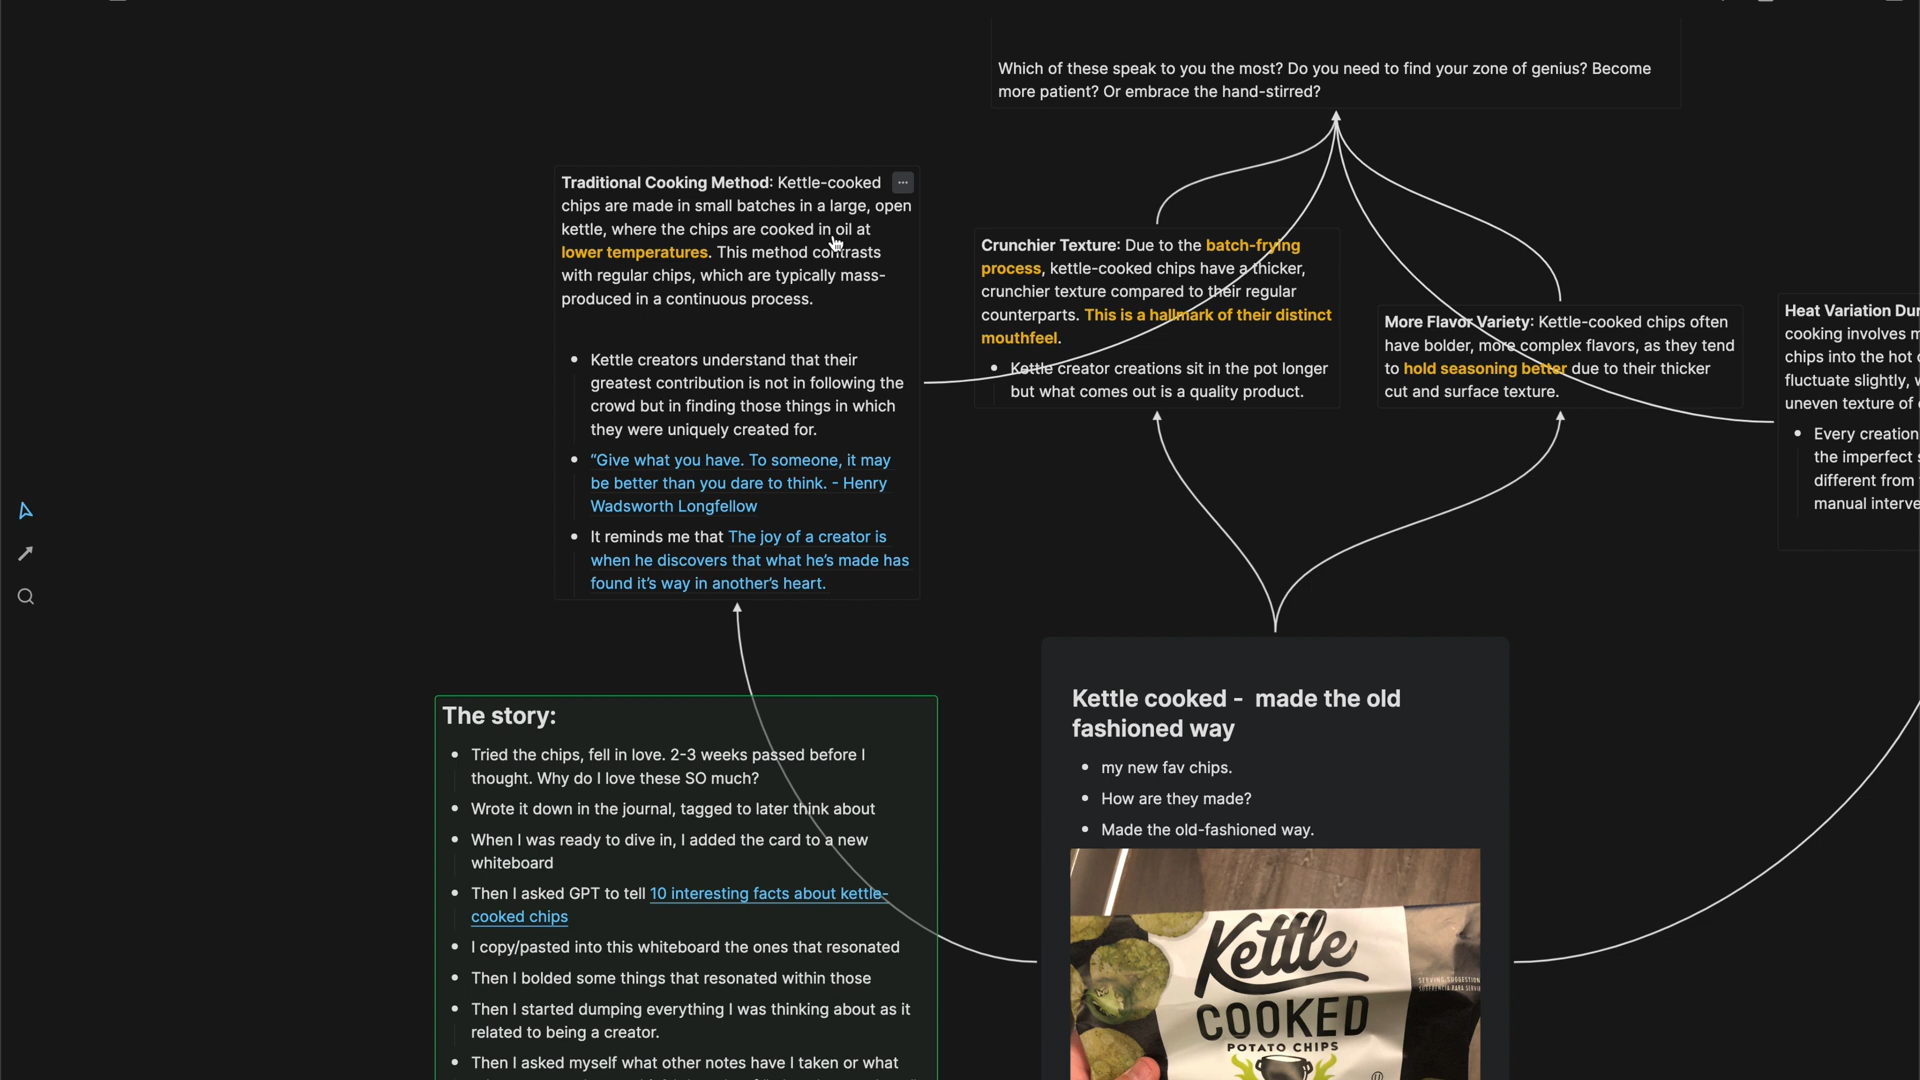 Which of these speak to you the most? Do you need to find your zone of genius? Become
more patient? Or embrace the hand-stirred?
Traditional Cooking Method: Kettle-cooked
chips are made in small batches in a large, open
kettle, where the chips are cooked in oil at
lower temperatures. This method contrasts
with regular chips, which are typically mass-
produced in a continuous process.
• Kettle creators understand that their
greatest contribution is not in following the
crowd but in finding those things in which
they were uniquely created for.
• “Give what you have. To someone, it may
be better than you dare to think. - Henry
Wadsworth Longfellow
• It reminds me that The joy of a creator is
when he discovers that what he’s made has
found it’s way in another’s heart.
Crunchier Texture: Due to the batch-frying
process, kettle-cooked chips have a thicker,
crunchier texture compared to their regular
counterparts. This is a hallmark of their distinct
mouthfeel.
• Kettle creator creations sit in the pot longer
but what comes out is a quality product.
More Flavor Variety: Kettle-cooked chips often
have bolder, more complex flavors, as they tend
to hold seasoning better due to their thicker
cut and surface texture.
Heat Variation Dur
cooking involves m
chips into the hot
fluctuate slightly,
uneven texture of
• Every creation
the imperfect
different from
manual interve
The story:
• Tried the chips, fell in love. 2-3 weeks passed before I
thought. Why do I love these SO much?
• Wrote it down in the journal, tagged to later think about
• When I was ready to dive in, I added the card to a new
whiteboard
• Then I asked GPT to tell 10 interesting facts about kettle-
cooked chips
• I copy/pasted into this whiteboard the ones that resonated
• Then I bolded some things that resonated within those
• Then I started dumping everything I was thinking about as it
related to being a creator.
• Then I asked myself what other notes have I taken or what
Kettle cooked - made the old
fashioned way
• my new fav chips.
• How are they made?
• Made the old-fashioned way.
Kettle
COOKED
POTATO CHIPS
SERVING SUGGESTION